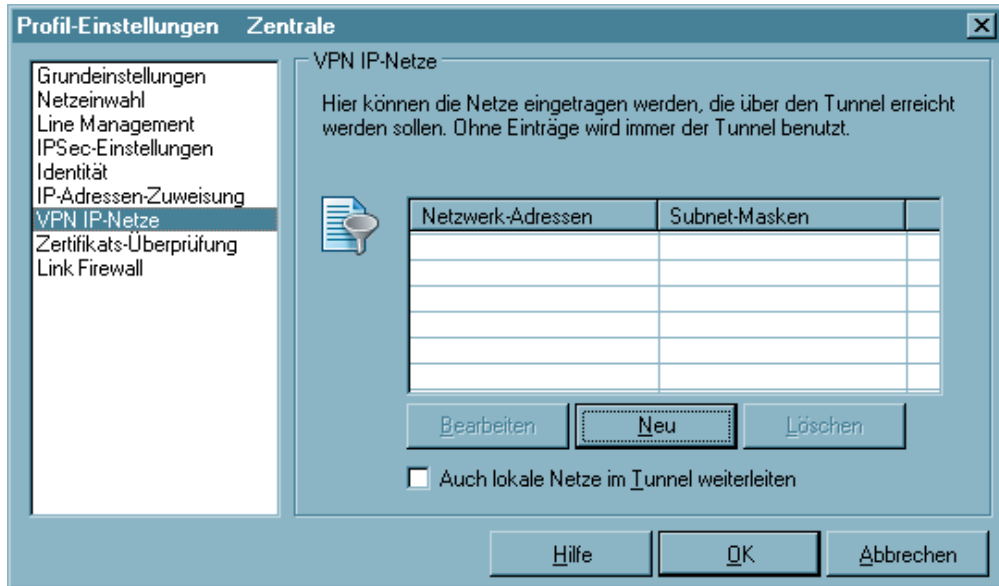 Profil-Einstellungen Zentrale
Grundeinstellungen
Netzeinwahl
Line Management
IPSec-Einstellungen
Identität
IP-Adressen-Zuweisung
VPN IP-Netze
Zertifikats-Überprüfung
Link Firewall
VPN IP-Netze
Hier können die Netze eingetragen werden, die über den Tunnel erreicht
werden sollen. Ohne Einträge wird immer der Tunnel benutzt.
Netzwerk-Adressen Subnet-Masken
Bearbeiten Neu Löschen
Auch lokale Netze im Tunnel weiterleiten
Hilfe OK Abbrechen